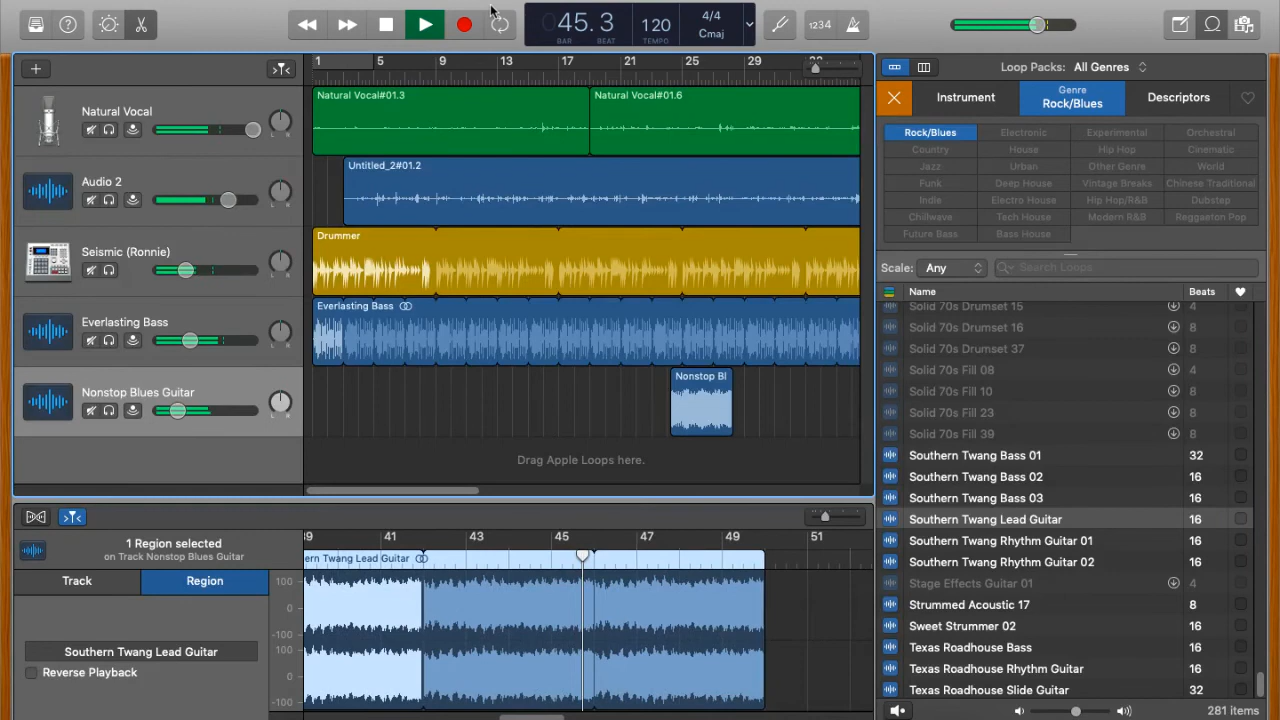 1234
45.3
BAR
BEAT
120
TEMPO
4/4
Cmaj
1 5 9 13 17 21 25 29
Natural Vocal
Audio 2
Seismic (Ronnie)
Everlasting Bass
Nonstop Blues Guitar
Natural Vocal#01.3
Natural Vocal#01.6
Untitled_2#01.2
Drummer
Everlasting Bass
Nonstop Bl
Drag Apple Loops here.
1 Region selected
on Track Nonstop Blues Guitar
Track
Region
Southern Twang Lead Guitar
Reverse Playback
41 43 45 47 49 51
ern Twang Lead Guitar
100
0
-100
100
0
-100
Loop Packs: All Genres
Instrument
Genre
Rock/Blues
Descriptors
Rock/Blues Electronic Experimental Orchestral
Country House Hip Hop Cinematic
Jazz Urban Other Genre World
Funk Deep House Vintage Breaks Chinese Traditional
Indie Electro House Hip Hop/R&B Dubstep
Chillwave Tech House Modern R&B Reggaeton Pop
Future Bass Bass House
Scale: Any Search Loops
Name Beats
Solid 70s Drumset 15 4
Solid 70s Drumset 16 8
Solid 70s Drumset 37 8
Solid 70s Fill 08 4
Solid 70s Fill 10 8
Solid 70s Fill 23 8
Solid 70s Fill 39 8
Southern Twang Bass 01 32
Southern Twang Bass 02 16
Southern Twang Bass 03 16
Southern Twang Lead Guitar 16
Southern Twang Rhythm Guitar 01 16
Southern Twang Rhythm Guitar 02 16
Stage Effects Guitar 01 4
Strummed Acoustic 17 8
Sweet Strummer 02 16
Texas Roadhouse Bass 16
Texas Roadhouse Rhythm Guitar 16
Texas Roadhouse Slide Guitar 32
281 items